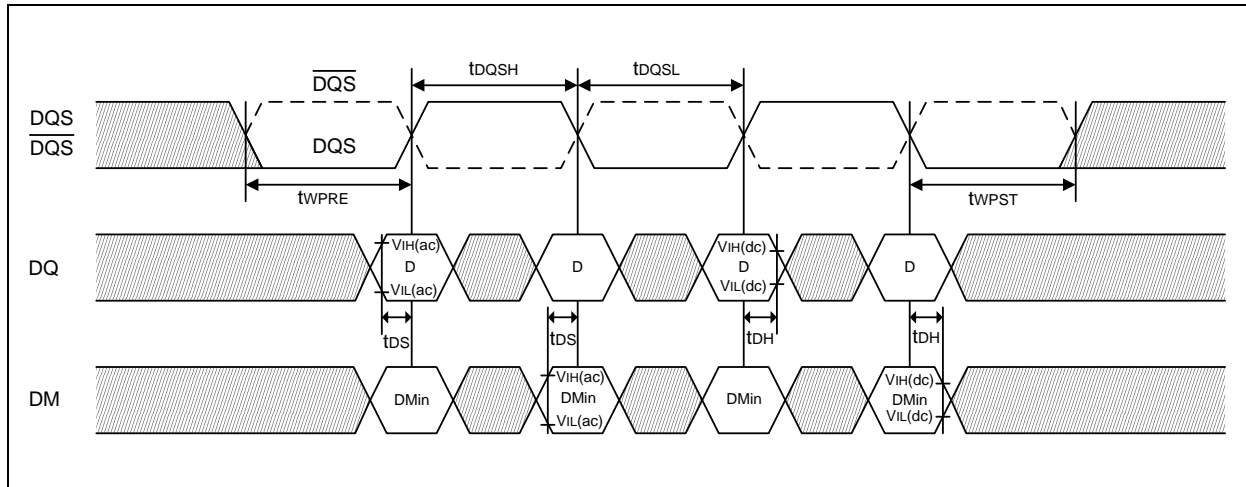 DQS
tDQSH
tDQSL
DQS
DQS
DQS
tWPRE
tWPST
DQ
VIH(ac)
D
VIL(ac)
D
VIH(dc)
D
VIL(dc)
D
tDS
tDS
tDH
tDH
DM
DMin
VIH(ac)
DMin
VIL(ac)
DMin
VIH(dc)
DMin
VIL(dc)